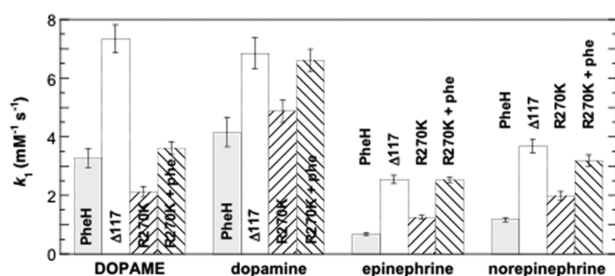 k₁ (mM⁻¹ s⁻¹)
8
6
4
2
0
PheH
Δ117
R270K
R270K + phe
PheH
Δ117
R270K
R270K + phe
PheH
Δ117
R270K
R270K + phe
PheH
Δ117
R270K
R270K + phe
DOPAME dopamine epinephrine norepinephrine